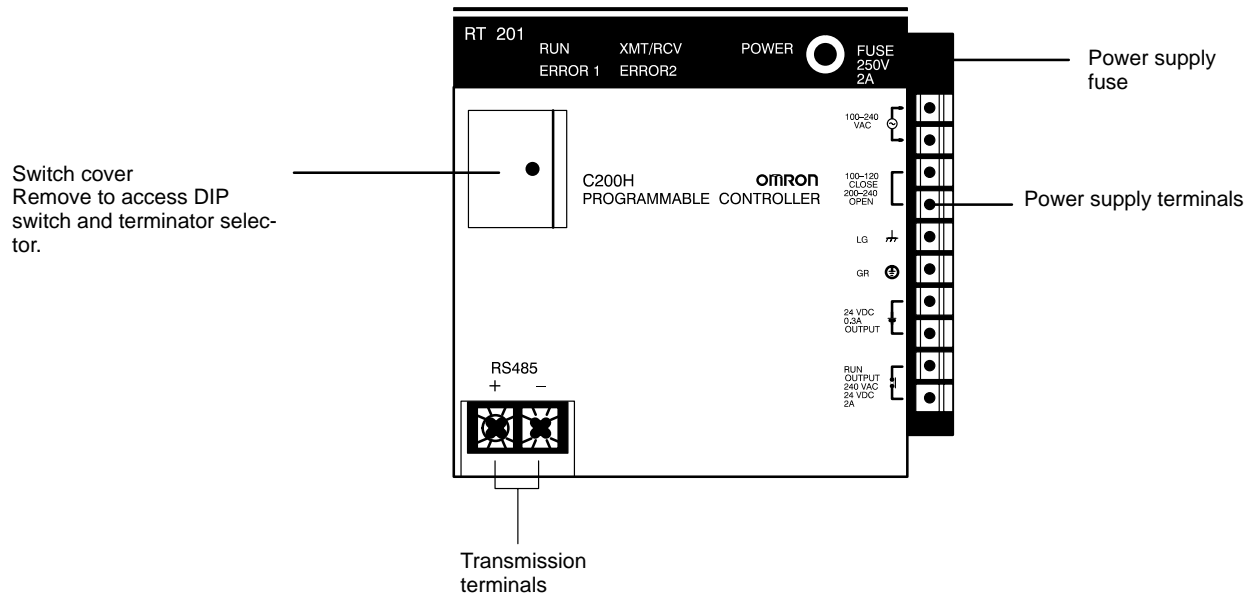 RT 201
RUN XMT/RCV POWER
ERROR 1 ERROR2
FUSE
250V
2A
Power supply
fuse
100–240
VAC
Switch cover
Remove to access DIP
switch and terminator selec-
tor.
C200H OMRON
PROGRAMMABLE CONTROLLER
100–120
CLOSE
200–240
OPEN
Power supply terminals
LG
GR
24 VDC
0.3A
OUTPUT
RUN
OUTPUT
240 VAC
24 VDC
2A
RS485
+ –
Transmission
terminals